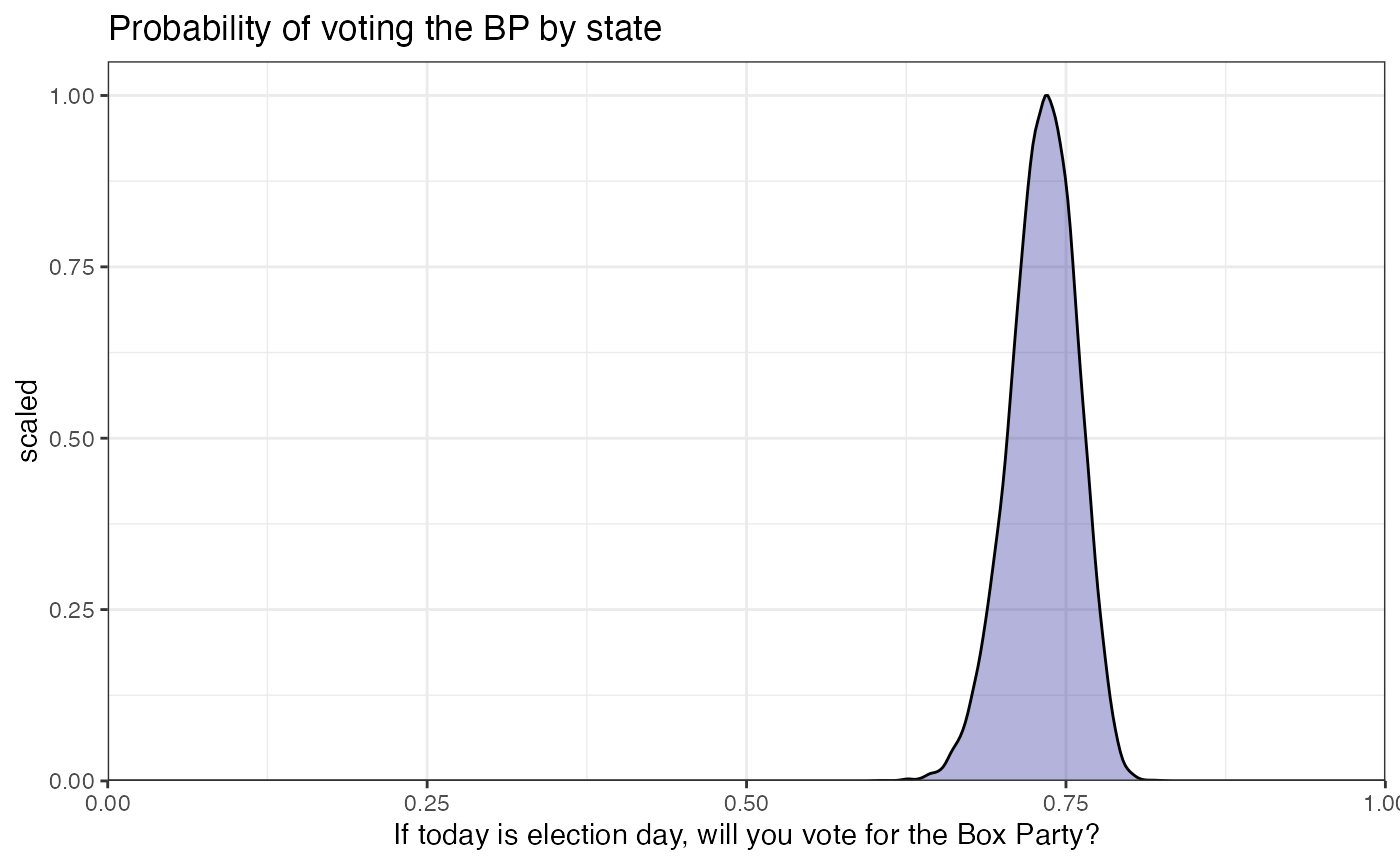 Probability of voting the BP by state
1.00
0.75
0.50
0.25
0.00
scaled
0.00 0.25 0.50 0.75 1.00
If today is election day, will you vote for the Box Party?